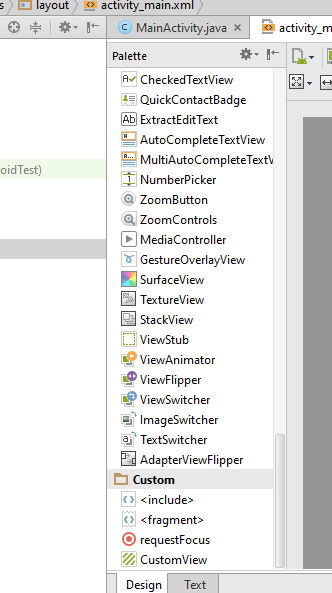 s layout activity_main.xml
MainActivity.java activity_m
Palette
CheckedTextView
QuickContactBadge
ExtractEditText
AutoCompleteTextView
MultiAutoCompleteTextV
NumberPicker
ZoomButton
ZoomControls
MediaController
GestureOverlayView
SurfaceView
TextureView
StackView
ViewStub
ViewAnimator
ViewFlipper
ViewSwitcher
ImageSwitcher
TextSwitcher
AdapterViewFlipper
Custom
<include>
<fragment>
requestFocus
CustomView
oidTest)
Design Text